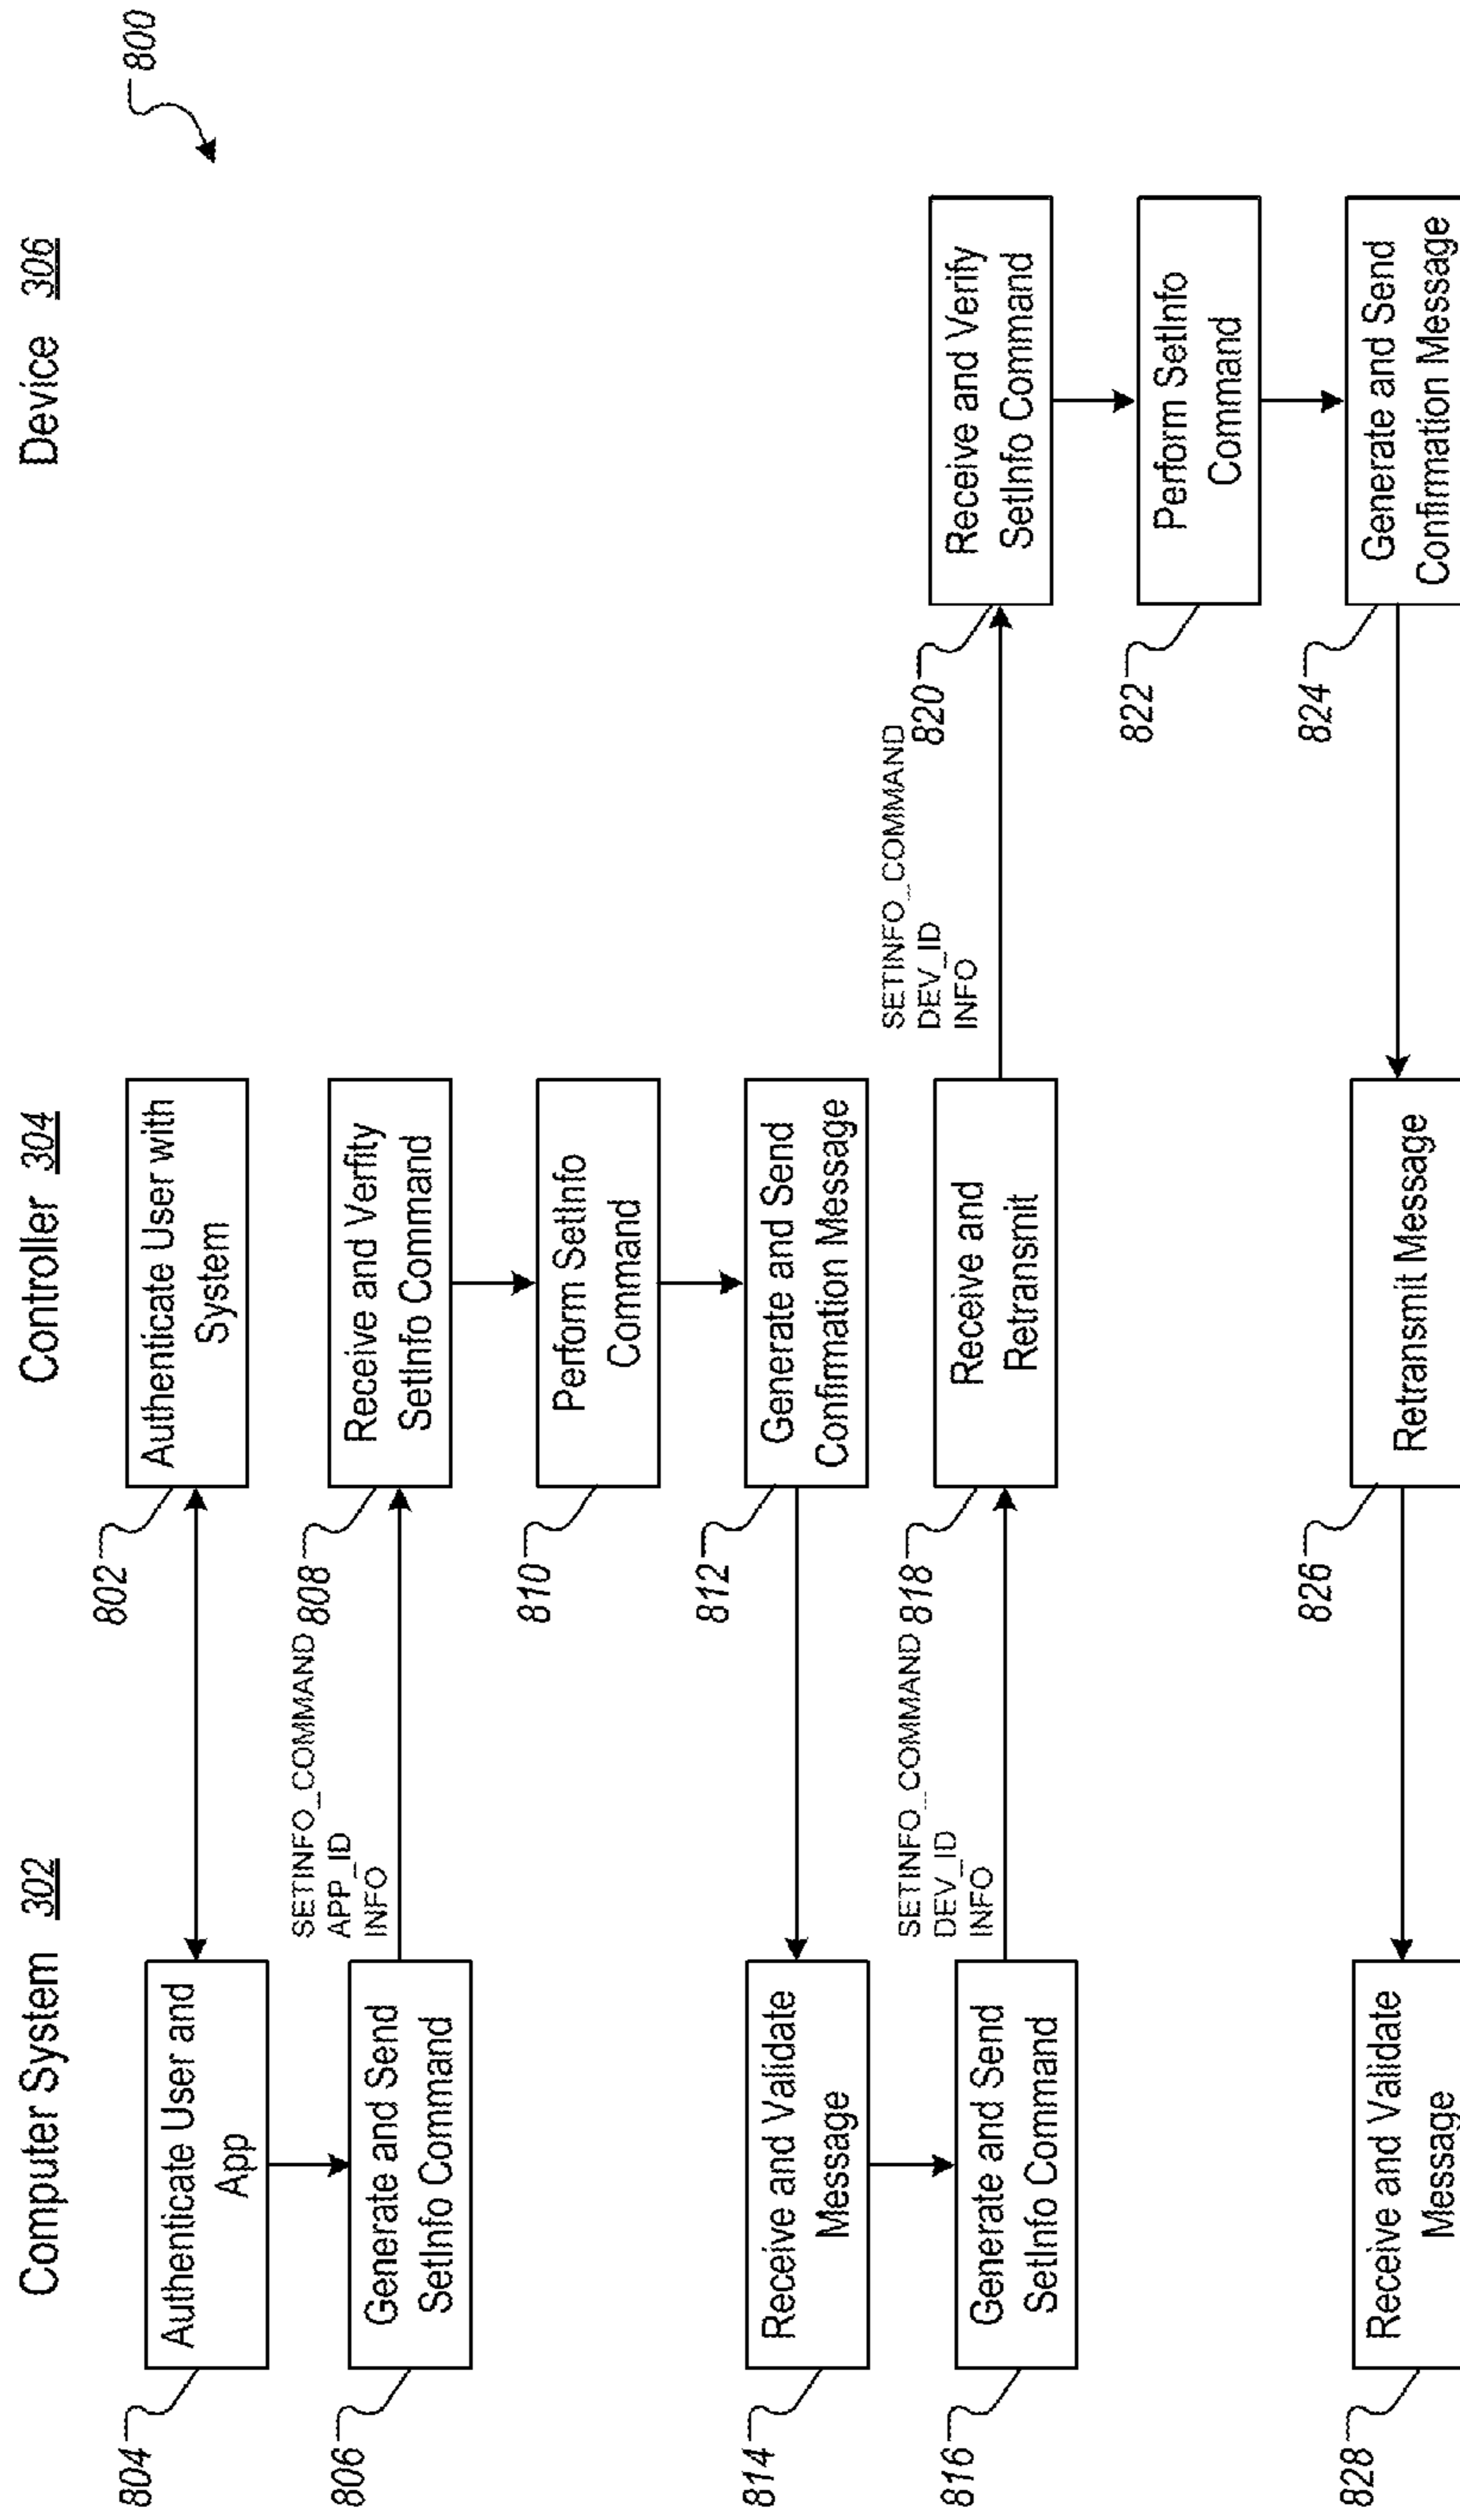 800
Computer System 302
Controller 304
Device 306
802
Authenticate User with
System
804
Authenticate User and
App
806
Generate and Send
SetInfo Command
SETINFO_COMMAND
APP_ID
INFO
808
Receive and Verfity
SetInfo Command
810
Perform SetInfo
Command
812
Generate and Send
Confirmation Message
814
Receive and Validate
Message
816
Generate and Send
SetInfo Command
SETINFO_COMMAND
DEV_ID
INFO
818
Receive and
Retransmit
SETINFO_COMMAND
DEV_ID
INFO
820
Receive and Verify
SetInfo Command
822
Perform SetInfo
Command
824
Generate and Send
Confirmation Message
826
Retransmit Message
828
Receive and Validate
Message